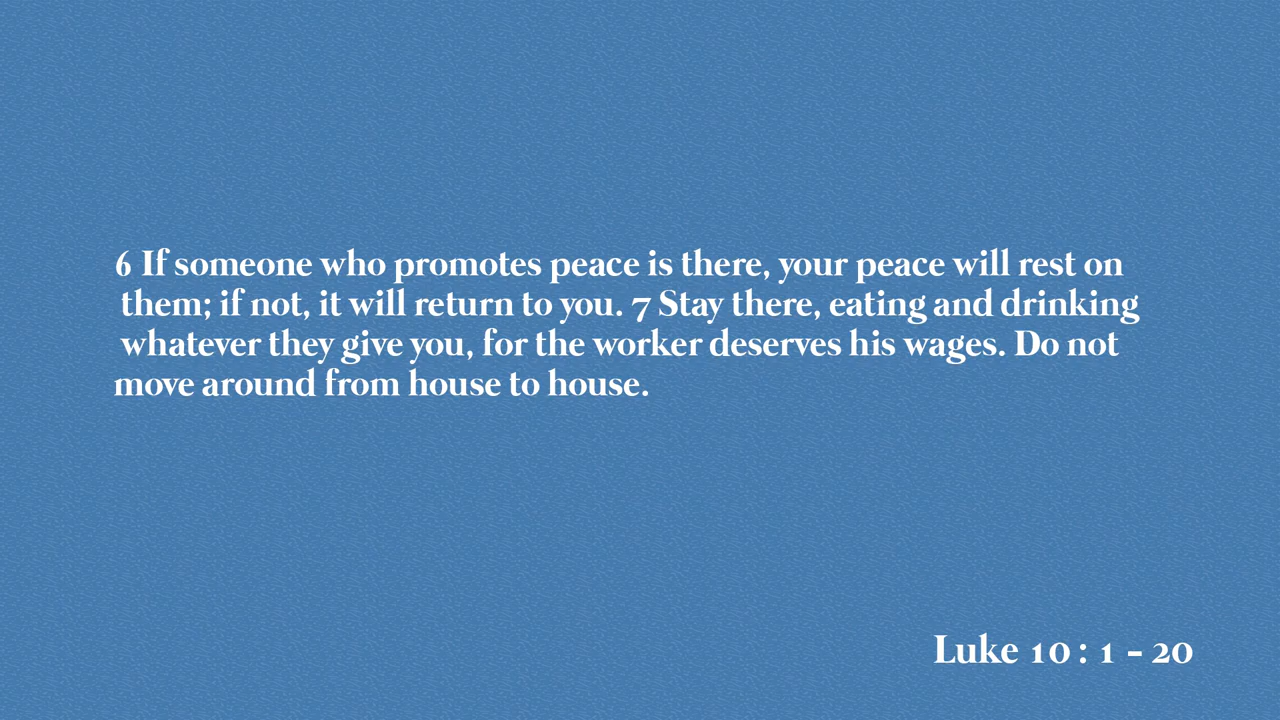 6 If someone who promotes peace is there, your peace will rest on
them; if not, it will return to you. 7 Stay there, eating and drinking
whatever they give you, for the worker deserves his wages. Do not
move around from house to house.
Luke 10 : 1 - 20